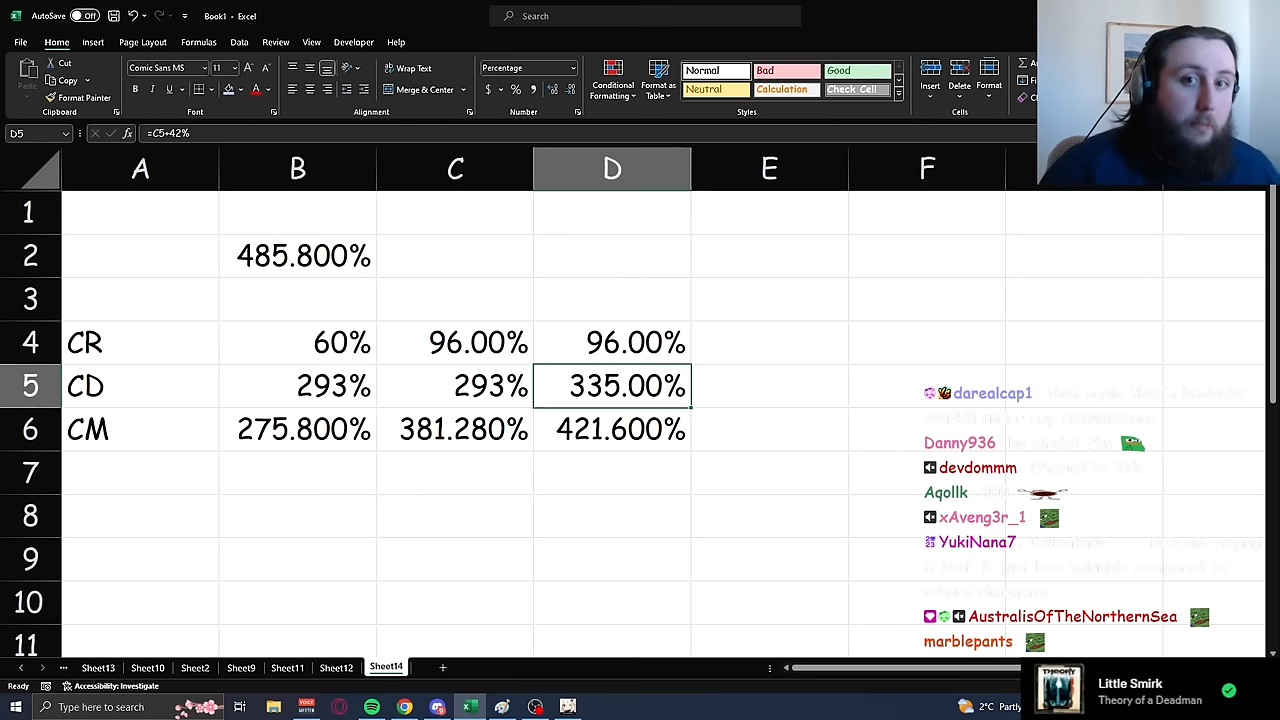 AutoSave Off Book1 - Excel Search
File Home Insert Page Layout Formulas Data Review View Developer Help
Cut
Copy
Format Painter
Paste
Clipboard
Comic Sans MS 11
B I U
Font
Wrap Text
Merge & Center
Alignment
Percentage
$ % 
Number
Conditional
Formatting
Format as
Table
Normal Bad Good
Neutral Calculation Check Cell
Styles
Insert Delete Format
Cells
D5 fx =C5+42%
A B C D E F
1
2 485.800%
3
4 CR 60% 96.00% 96.00%
5 CD 293% 293% 335.00%
6 CM 275.800% 381.280% 421.600%
7
8
9
10
11
darealcap1
Danny936
devdommm
Aqollk
xAveng3r_1
YukiNana7
AustralisOfTheNorthernSea
marblepants
Sheet13 Sheet10 Sheet2 Sheet9 Sheet11 Sheet12 Sheet14
Ready Accessibility: Investigate
Type here to search
2°C Partly
THEORY
Little Smirk
Theory of a Deadman